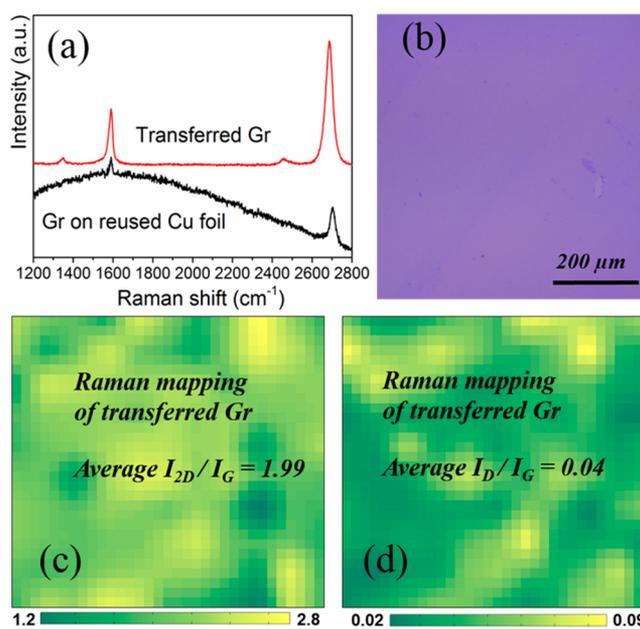 (a)
Intensity (a.u.)
Transferred Gr
Gr on reused Cu foil
1200 1400 1600 1800 2000 2200 2400 2600 2800
Raman shift (cm⁻¹)
(b)
200 μm
Raman mapping
of transferred Gr
Average I2D / IG = 1.99
(c)
1.2 2.8
Raman mapping
of transferred Gr
Average ID / IG = 0.04
(d)
0.02